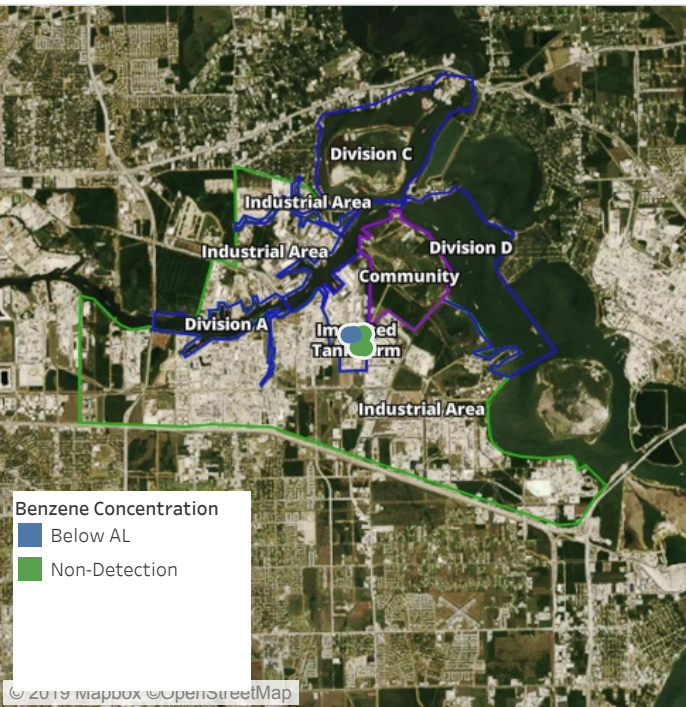 Division C
Industrial Area
Division D
Industrial Area
Community
Division A
Tank
Industrial Area
Benzene Concentration
Below AL
Non-Detection
© 2019 Mapbox ©OpenStreetMap